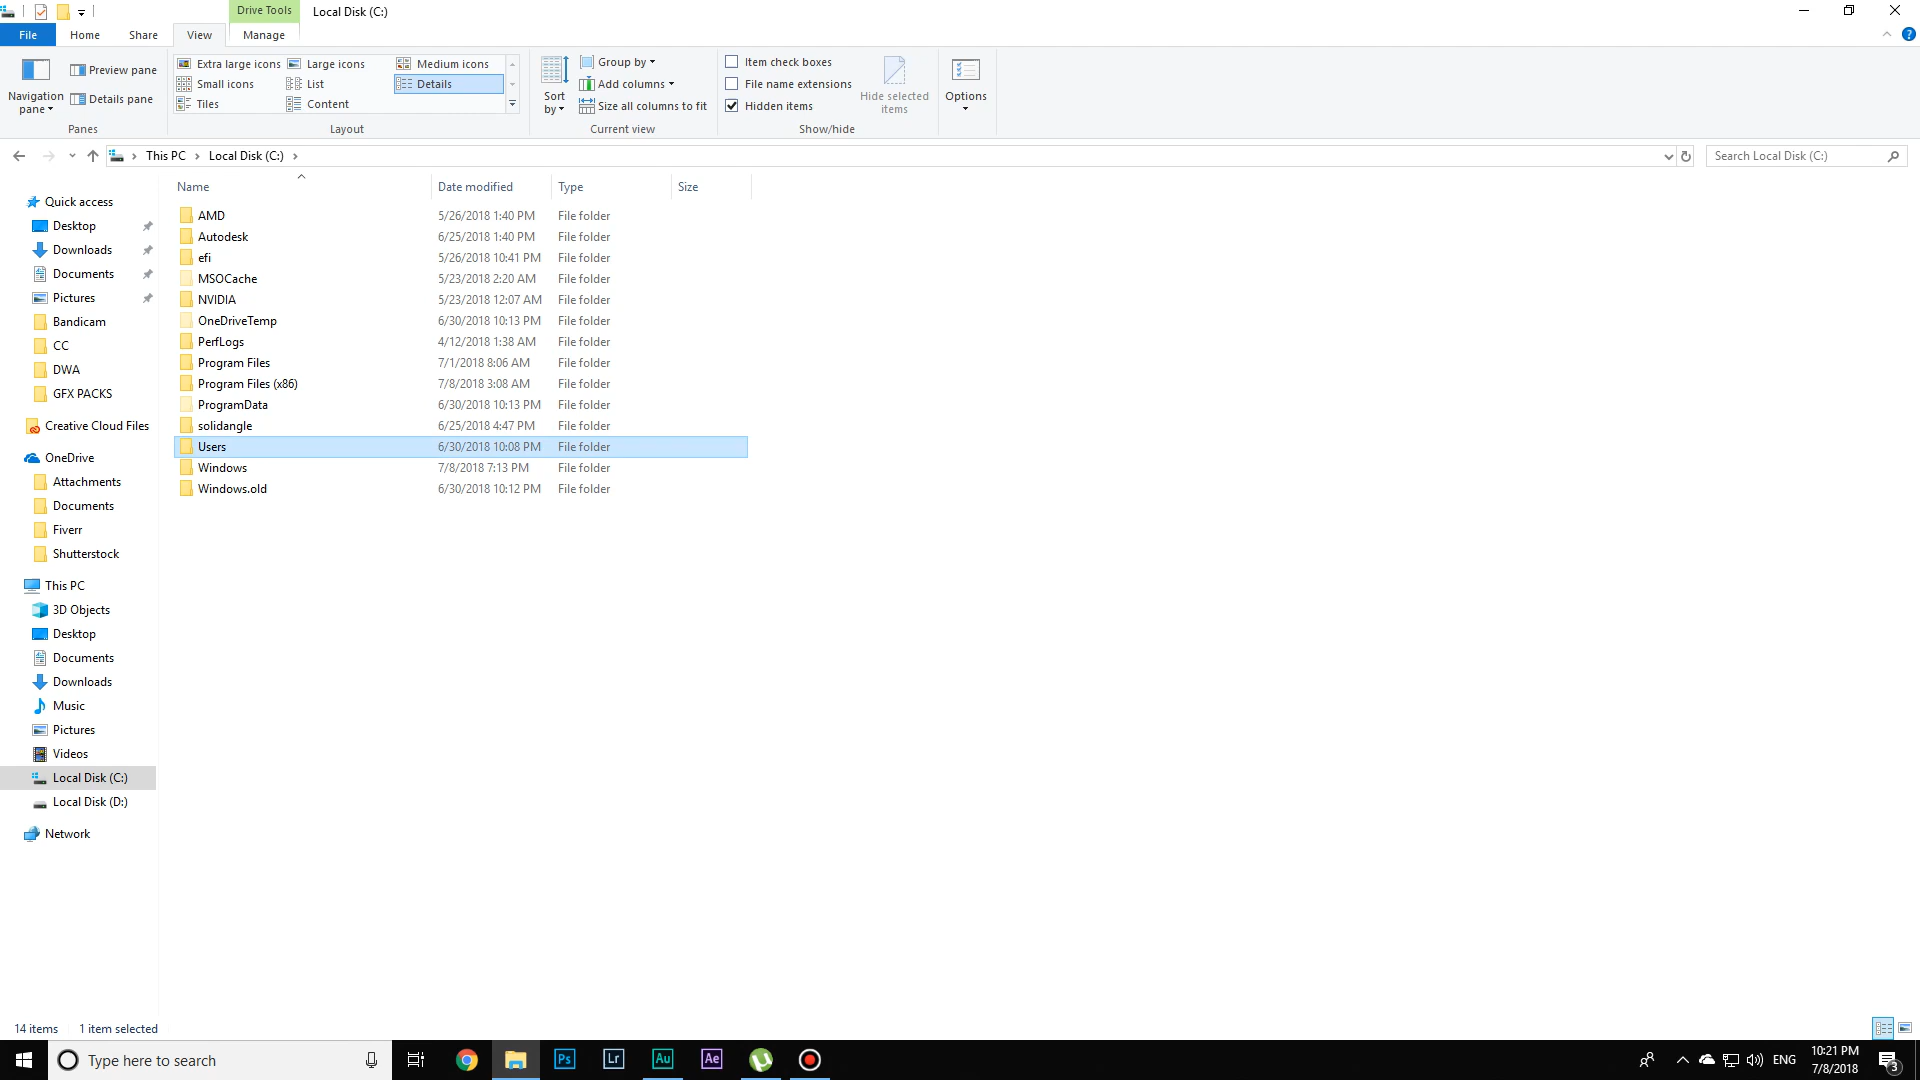 Drive Tools
Local Disk (C:)
File
Home
Share
View
Manage
Navigation pane
Preview pane
Details pane
Panes
Extra large icons
Large icons
Medium icons
Small icons
List
Details
Tiles
Content
Layout
Sort by
Group by
Add columns
Size all columns to fit
Current view
Item check boxes
File name extensions
Hidden items
Hide selected items
Show/hide
Options
This PC > Local Disk (C:) >
Search Local Disk (C:)
Name Date modified Type Size
AMD 5/26/2018 1:40 PM File folder
Autodesk 6/25/2018 1:40 PM File folder
efi 5/26/2018 10:41 PM File folder
MSOCache 5/23/2018 2:20 AM File folder
NVIDIA 5/23/2018 12:07 AM File folder
OneDriveTemp 6/30/2018 10:13 PM File folder
PerfLogs 4/12/2018 1:38 AM File folder
Program Files 7/1/2018 8:06 AM File folder
Program Files (x86) 7/8/2018 3:08 AM File folder
ProgramData 6/30/2018 10:13 PM File folder
solidangle 6/25/2018 4:47 PM File folder
Users 6/30/2018 10:08 PM File folder
Windows 7/8/2018 7:13 PM File folder
Windows.old 6/30/2018 10:12 PM File folder
Quick access
Desktop
Downloads
Documents
Pictures
Bandicam
CC
DWA
GFX PACKS
Creative Cloud Files
OneDrive
Attachments
Documents
Fiverr
Shutterstock
This PC
3D Objects
Desktop
Documents
Downloads
Music
Pictures
Videos
Local Disk (C:)
Local Disk (D:)
Network
14 items 1 item selected
Type here to search
Ps
Lr
Au
Ae
ENG
10:21 PM
7/8/2018
3